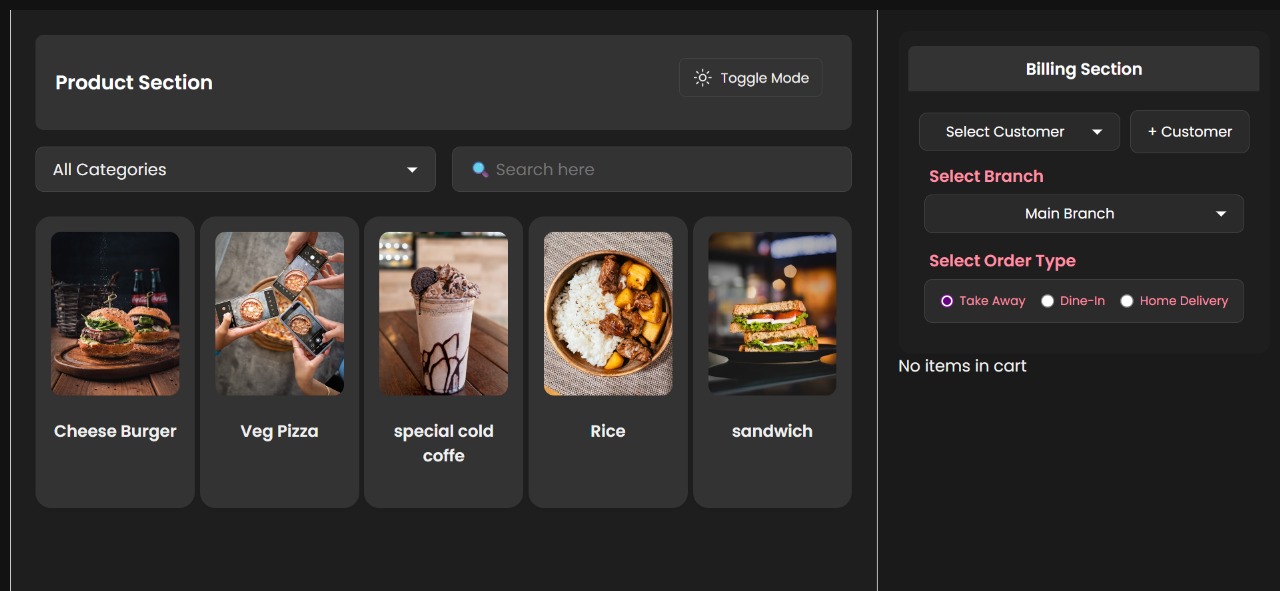 Product Section
Toggle Mode
All Categories
Search here
Cheese Burger
Veg Pizza
special cold
coffe
Rice
sandwich
Billing Section
Select Customer
+ Customer
Select Branch
Main Branch
Select Order Type
Take Away
Dine-In
Home Delivery
No items in cart